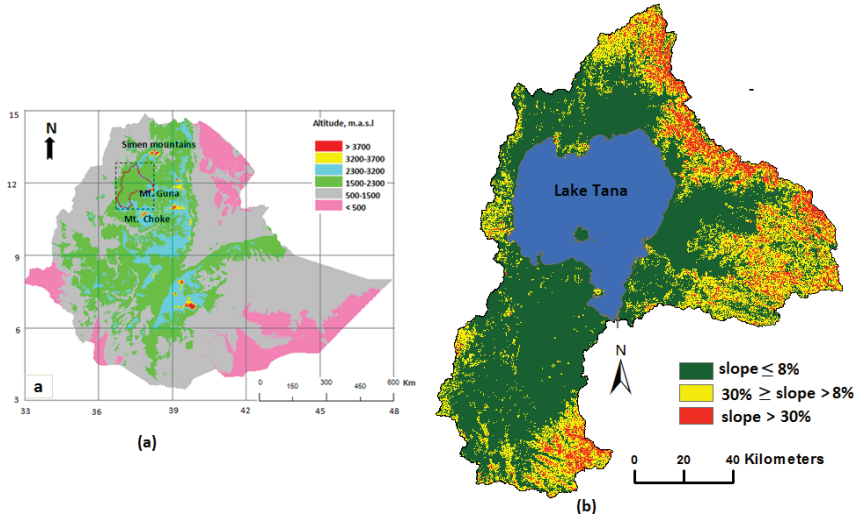 15
12
9
6
3
33
36
39
42
45
48
N
Simen mountains
Mt. Guna
Mt. Choke
Altitude, m.a.s.l
> 3700
3200-3700
2300-3200
1500-2300
500-1500
< 500
a
0 150 300 450 600 Km
(a)
Lake Tana
N
slope ≤ 8%
30% ≥ slope > 8%
slope > 30%
0 20 40 Kilometers
(b)